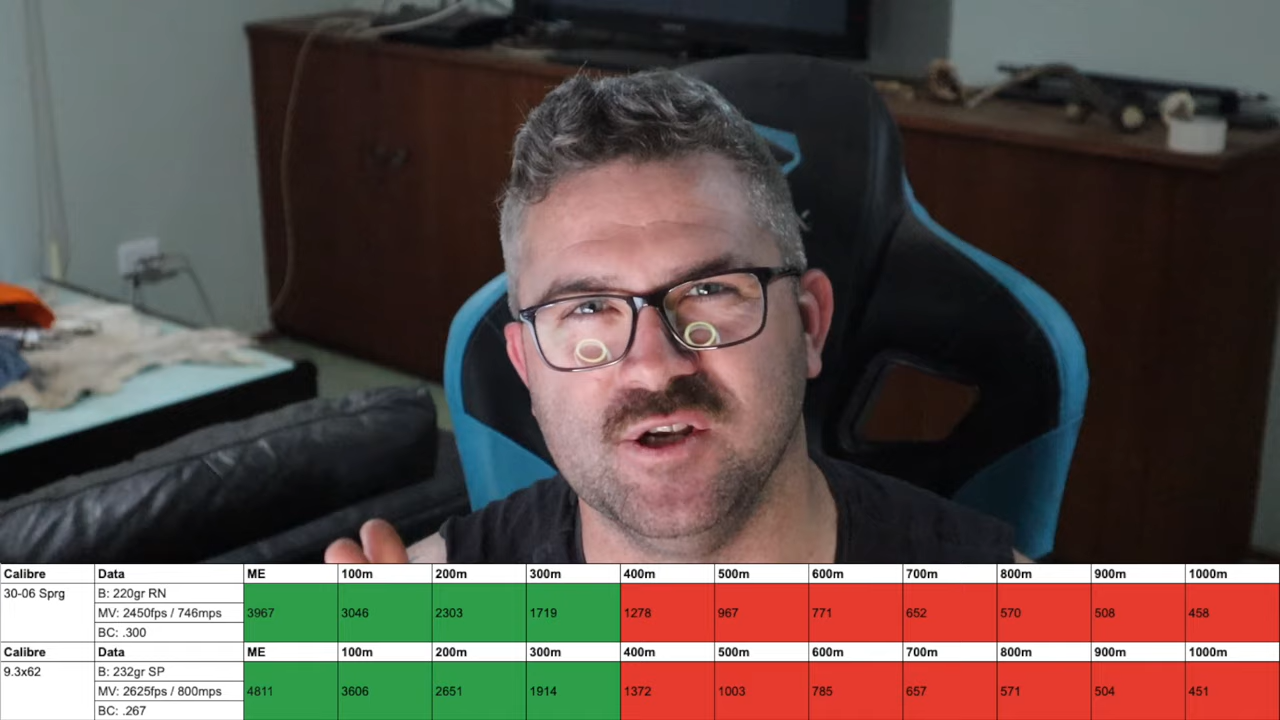 Calibre Data ME 100m 200m 300m 400m 500m 600m 700m 800m 900m 1000m
30-06 Sprg B: 220gr RN
MV: 2450fps / 746mps 3967 3046 2303 1719 1278 967 771 652 570 508 458
BC: .300
Calibre Data ME 100m 200m 300m 400m 500m 600m 700m 800m 900m 1000m
9.3x62 B: 232gr SP
MV: 2625fps / 800mps 4811 3606 2651 1914 1372 1003 785 657 571 504 451
BC: .267